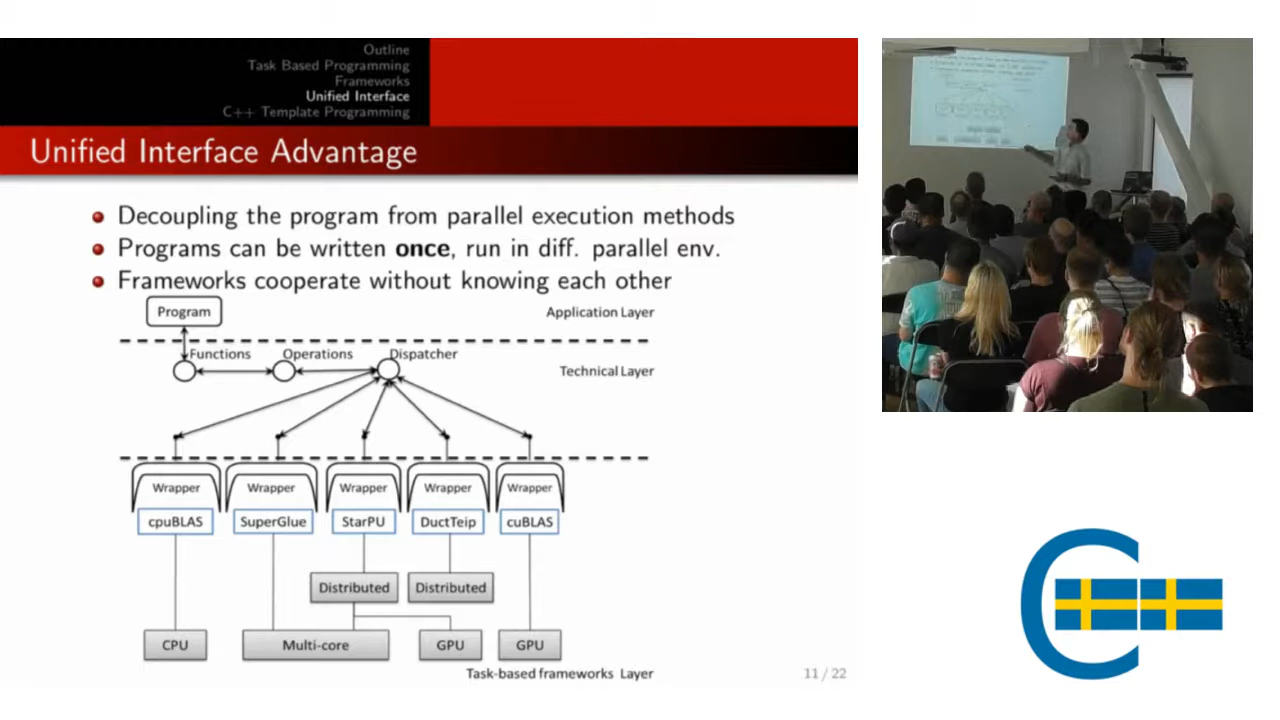 Outline
Task Based Programming
Frameworks
Unified Interface
C++ Template Programming
Unified Interface Advantage
Decoupling the program from parallel execution methods
Programs can be written once, run in diff. parallel env.
Frameworks cooperate without knowing each other
Program
Application Layer
Functions Operations Dispatcher
Technical Layer
Wrapper Wrapper Wrapper Wrapper Wrapper
cpuBLAS SuperGlue StarPU DuctTeip cuBLAS
Distributed Distributed
CPU Multi-core GPU GPU
Task-based frameworks Layer
11 / 22